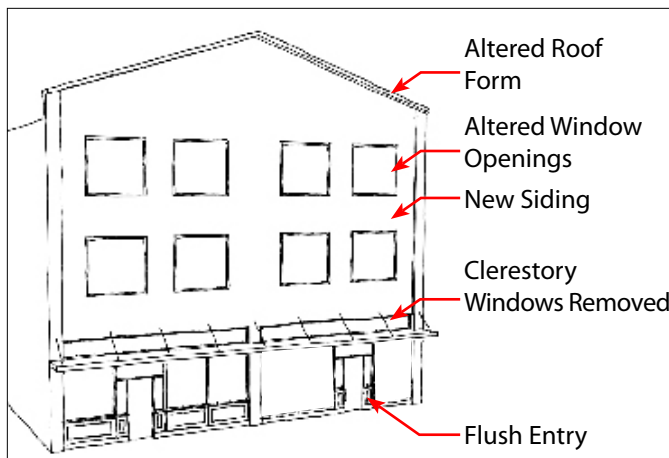 Altered Roof
Form
Altered Window
Openings
New Siding
Clerestory
Windows Removed
Flush Entry